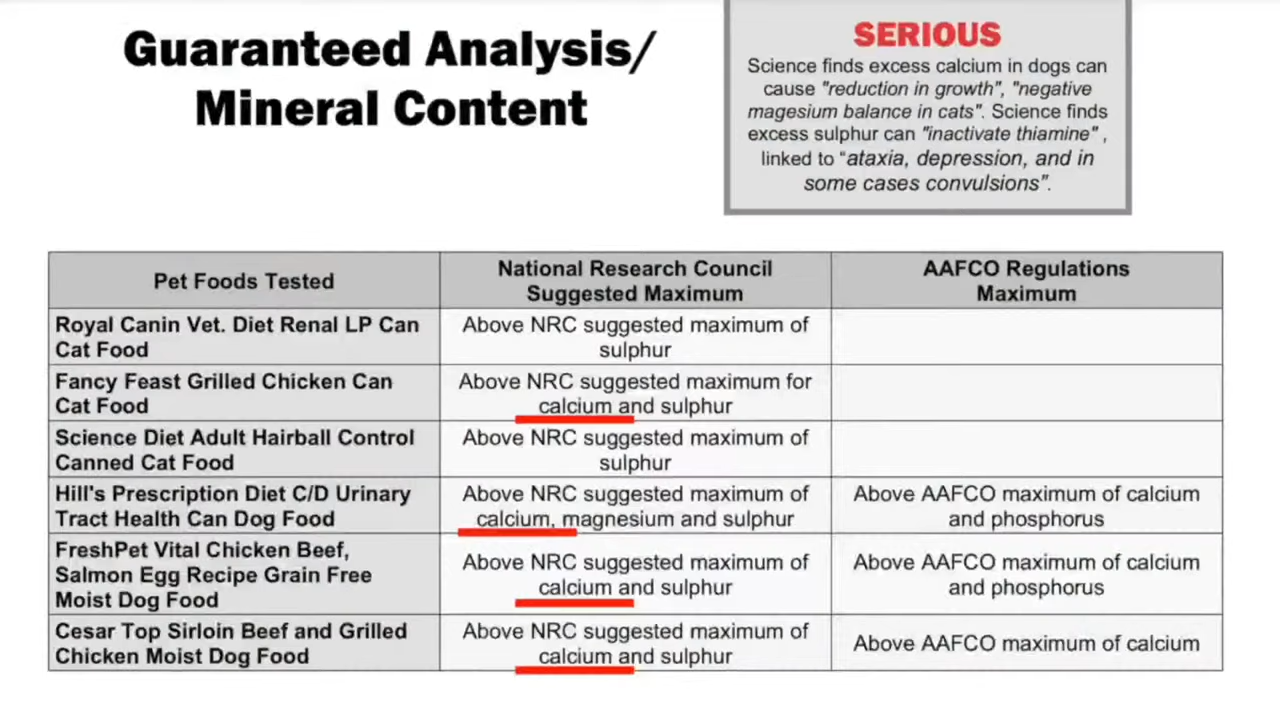 Guaranteed Analysis/
Mineral Content
SERIOUS
Science finds excess calcium in dogs can
cause "reduction in growth", "negative
magesium balance in cats". Science finds
excess sulphur can "inactivate thiamine" ,
linked to "ataxia, depression, and in
some cases convulsions".
Pet Foods Tested
National Research Council
Suggested Maximum
AAFCO Regulations
Maximum
Royal Canin Vet. Diet Renal LP Can
Cat Food
Above NRC suggested maximum of
sulphur
Fancy Feast Grilled Chicken Can
Cat Food
Above NRC suggested maximum for
calcium and sulphur
Science Diet Adult Hairball Control
Canned Cat Food
Above NRC suggested maximum of
sulphur
Hill's Prescription Diet C/D Urinary
Tract Health Can Dog Food
Above NRC suggested maximum of
calcium, magnesium and sulphur
Above AAFCO maximum of calcium
and phosphorus
FreshPet Vital Chicken Beef,
Salmon Egg Recipe Grain Free
Moist Dog Food
Above NRC suggested maximum of
calcium and sulphur
Above AAFCO maximum of calcium
and phosphorus
Cesar Top Sirloin Beef and Grilled
Chicken Moist Dog Food
Above NRC suggested maximum of
calcium and sulphur
Above AAFCO maximum of calcium